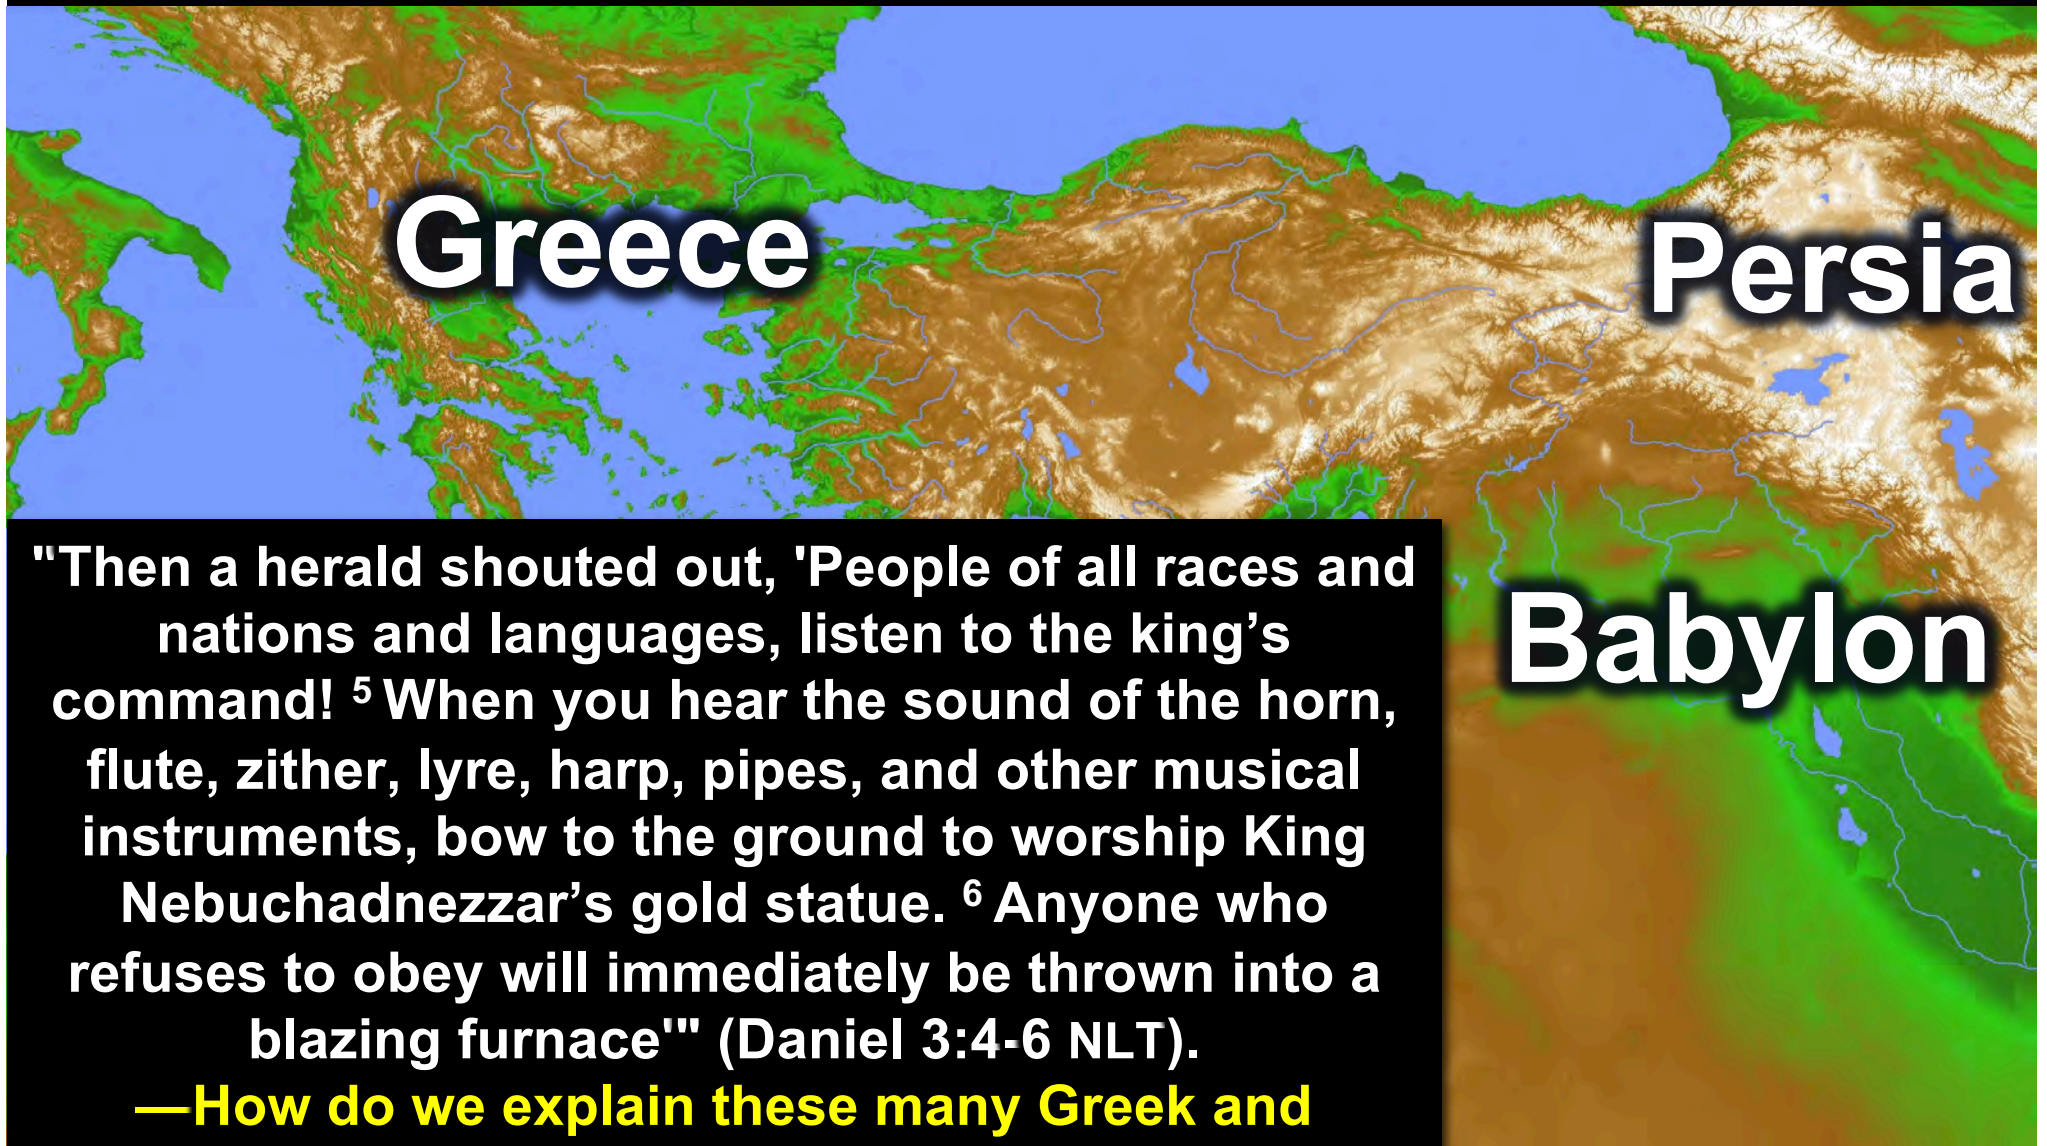 Greece
Persia
Babylon
"Then a herald shouted out, 'People of all races and
nations and languages, listen to the king’s
command! ⁵ When you hear the sound of the horn,
flute, zither, lyre, harp, pipes, and other musical
instruments, bow to the ground to worship King
Nebuchadnezzar’s gold statue. ⁶ Anyone who
refuses to obey will immediately be thrown into a
blazing furnace'" (Daniel 3:4-6 NLT).
—How do we explain these many Greek and